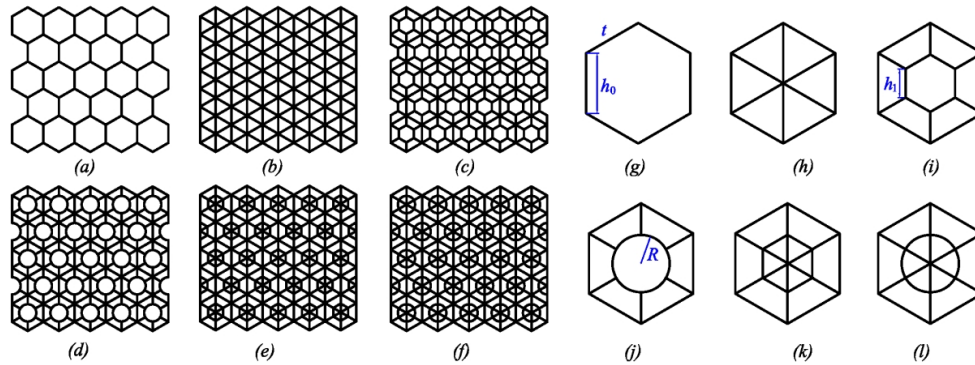 t
h₀
h₁
(a) (b) (c) (g) (h) (i)
R
(d) (e) (f) (j) (k) (l)